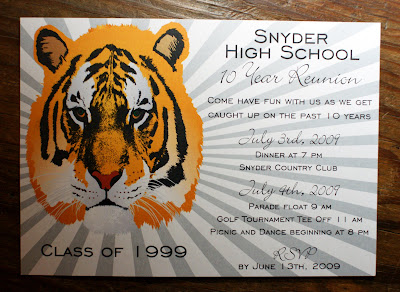 Snyder
High School
10 Year Reunion
Come have fun with us as we get
caught up on the past 10 years
July 3rd, 2009
Dinner at 7 pm
Snyder Country Club
July 4th, 2009
Parade float 9 am
Golf Tournament Tee Off 11 am
Picnic and Dance beginning at 8 pm
RSVP
by June 13th, 2009
Class of 1999